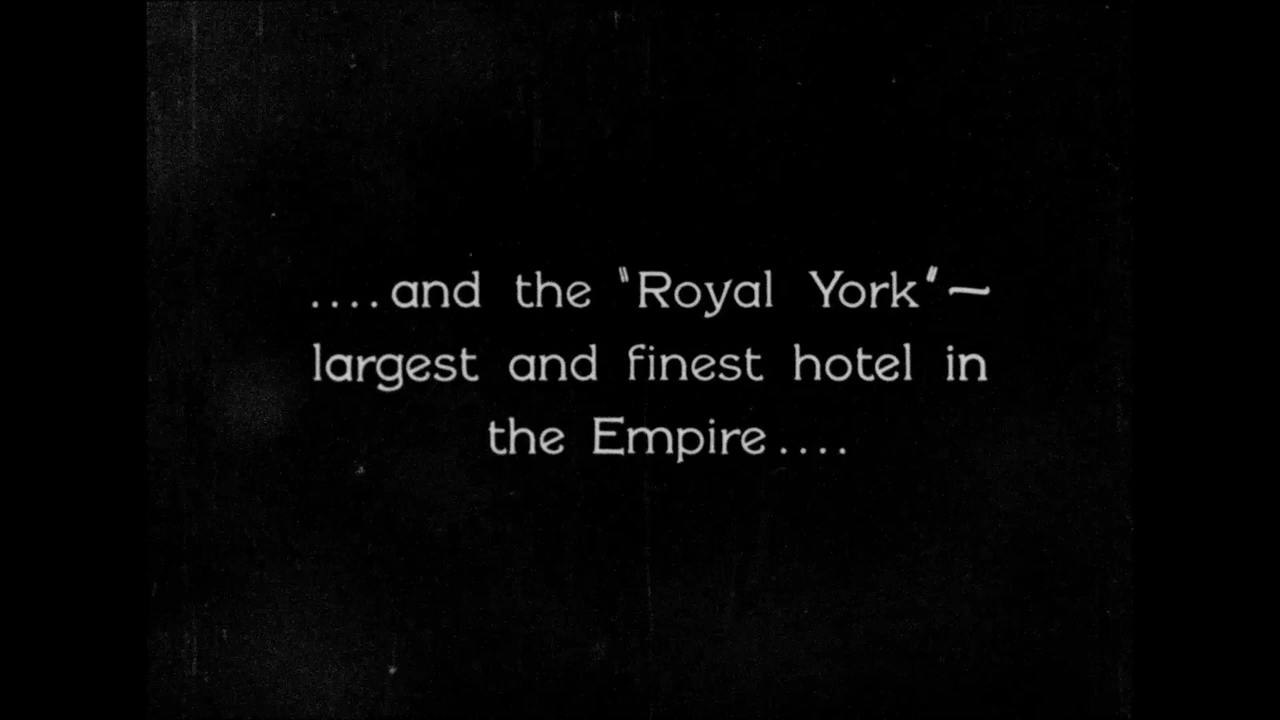 ....and the "Royal York"—
largest and finest hotel in
the Empire....